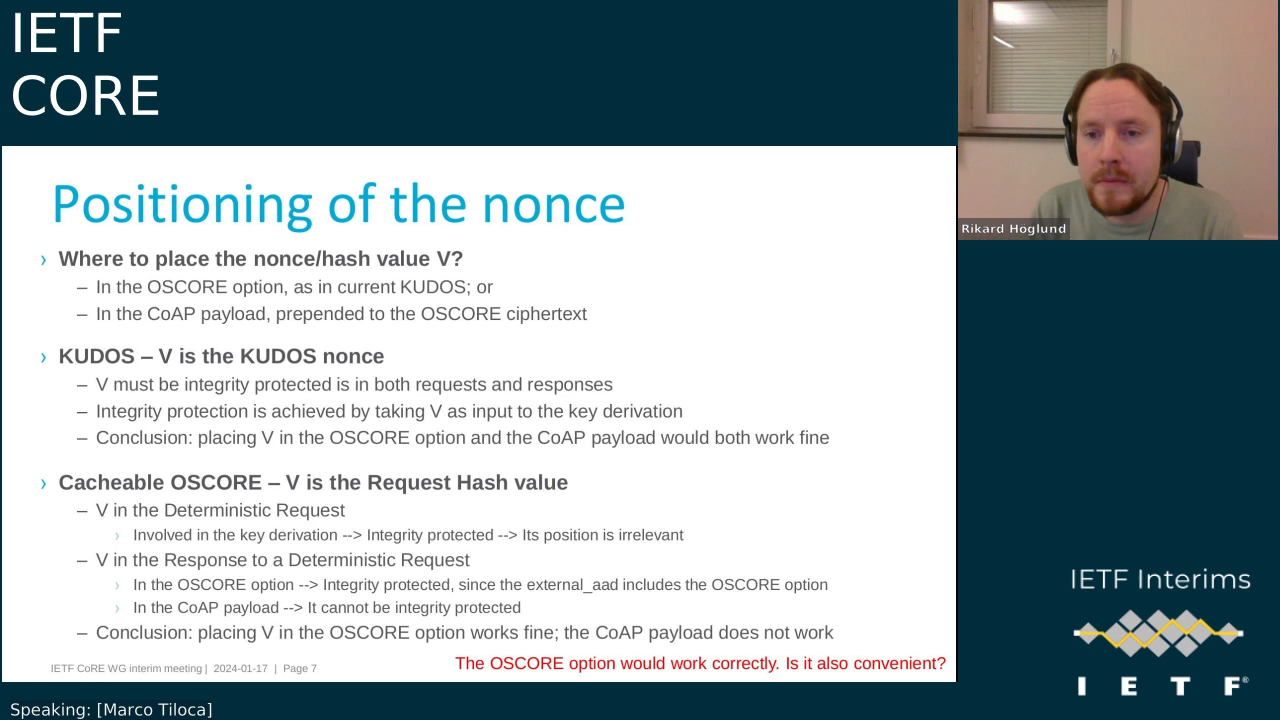 IETF
CORE
Positioning of the nonce
› Where to place the nonce/hash value V?
– In the OSCORE option, as in current KUDOS; or
– In the CoAP payload, prepended to the OSCORE ciphertext
› KUDOS – V is the KUDOS nonce
– V must be integrity protected is in both requests and responses
– Integrity protection is achieved by taking V as input to the key derivation
– Conclusion: placing V in the OSCORE option and the CoAP payload would both work fine
› Cacheable OSCORE – V is the Request Hash value
– V in the Deterministic Request
› Involved in the key derivation --> Integrity protected --> Its position is irrelevant
– V in the Response to a Deterministic Request
› In the OSCORE option --> Integrity protected, since the external_aad includes the OSCORE option
› In the CoAP payload --> It cannot be integrity protected
– Conclusion: placing V in the OSCORE option works fine; the CoAP payload does not work
The OSCORE option would work correctly. Is it also convenient?
IETF CoRE WG interim meeting | 2024-01-17 | Page 7
Rikard Hoglund
IETF Interims
I E T F®
Speaking: [Marco Tiloca]